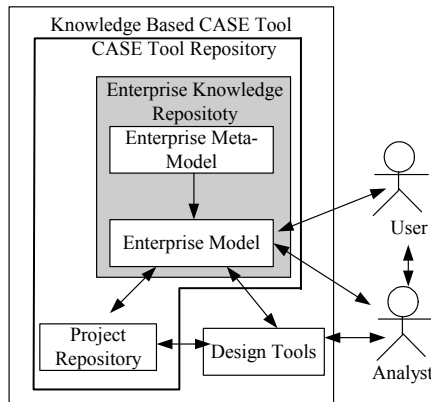 Knowledge Based CASE Tool
CASE Tool Repository
Enterprise Knowledge
Repositoty
Enterprise Meta-
Model
Enterprise Model
User
Project
Repository
Design Tools
Analyst